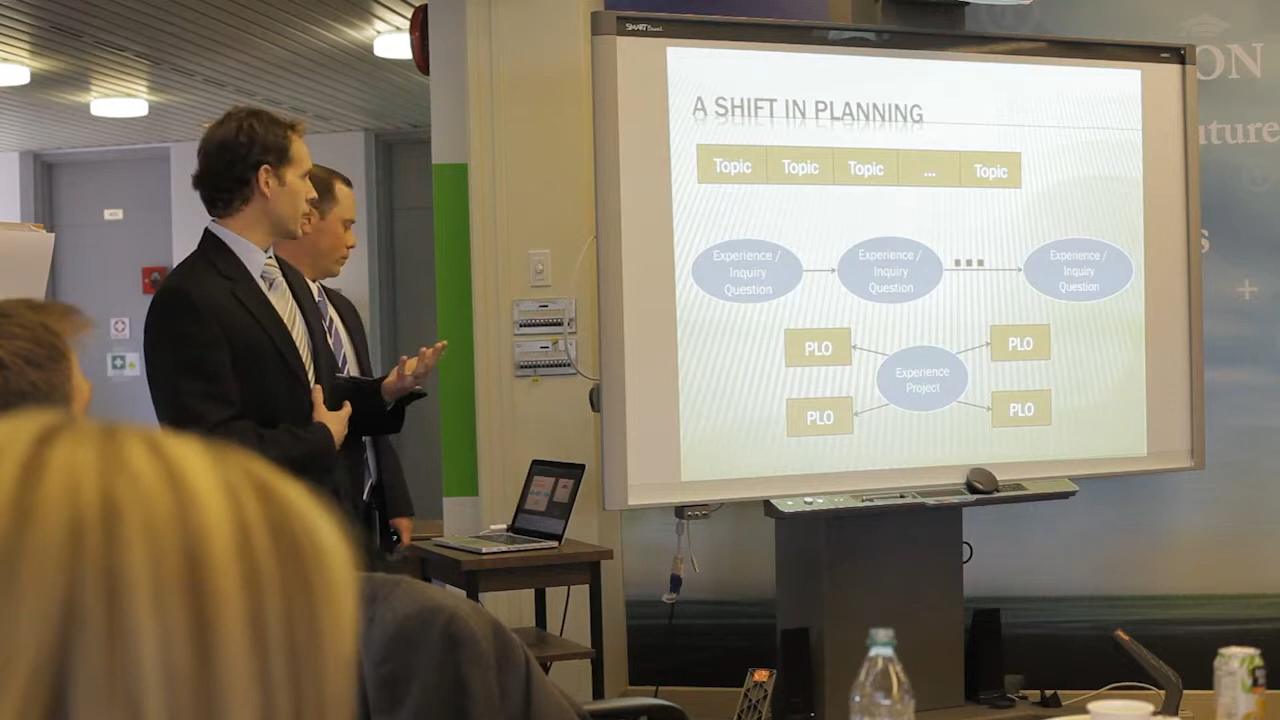 SMART Board
ON
uture
s
+
A SHIFT IN PLANNING
Topic Topic Topic ... Topic
Experience /
Inquiry
Question
Experience /
Inquiry
Question
...
Experience /
Inquiry
Question
PLO
PLO
Experience
Project
PLO
PLO